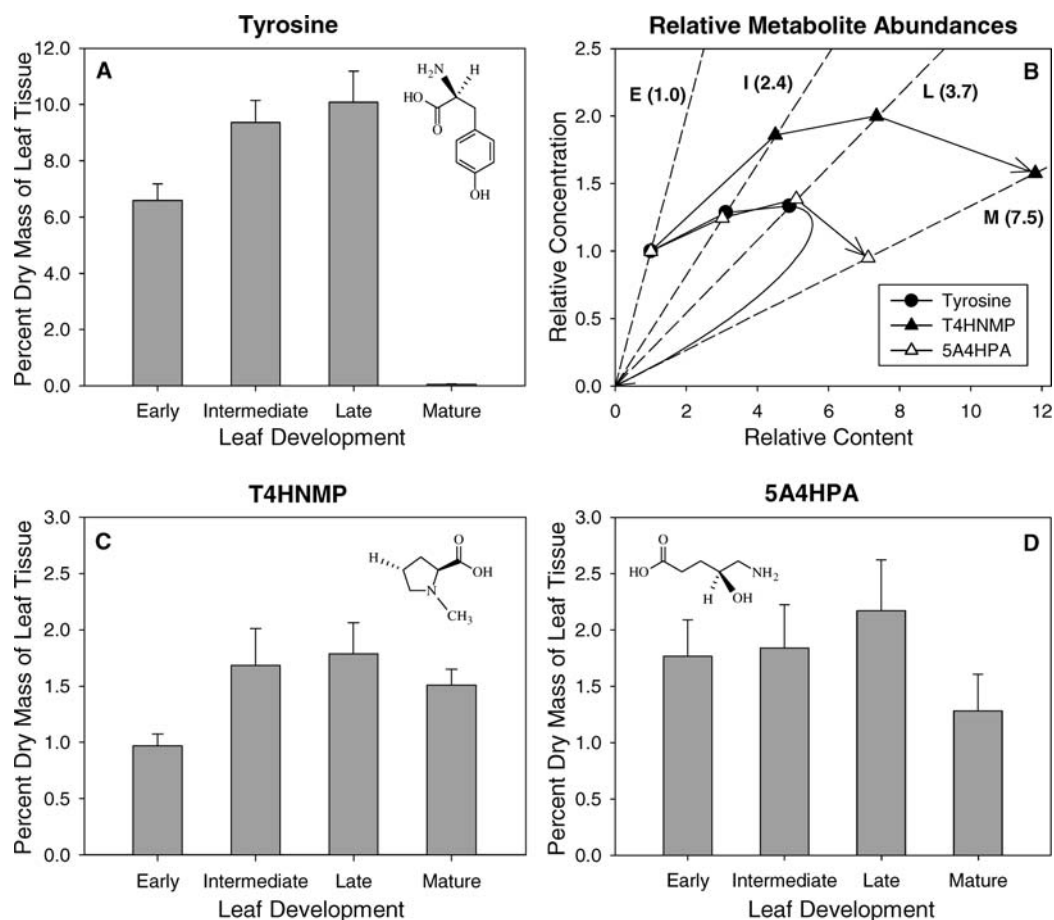 Tyrosine
Percent Dry Mass of Leaf Tissue
12.0
10.0
8.0
6.0
4.0
2.0
0.0
A
H₂N
H
HO
O
OH
Early Intermediate Late Mature
Leaf Development
Relative Metabolite Abundances
Relative Concentration
2.5
2.0
1.5
1.0
0.5
0.0
B
E (1.0)
I (2.4)
L (3.7)
M (7.5)
Tyrosine
T4HNMP
5A4HPA
0 2 4 6 8 10 12
Relative Content
T4HNMP
Percent Dry Mass of Leaf Tissue
3.0
2.5
2.0
1.5
1.0
0.5
0.0
C
O
H
OH
N
CH₃
Early Intermediate Late Mature
Leaf Development
5A4HPA
Percent Dry Mass of Leaf Tissue
3.0
2.5
2.0
1.5
1.0
0.5
0.0
D
O
HO
NH₂
H
OH
Early Intermediate Late Mature
Leaf Development